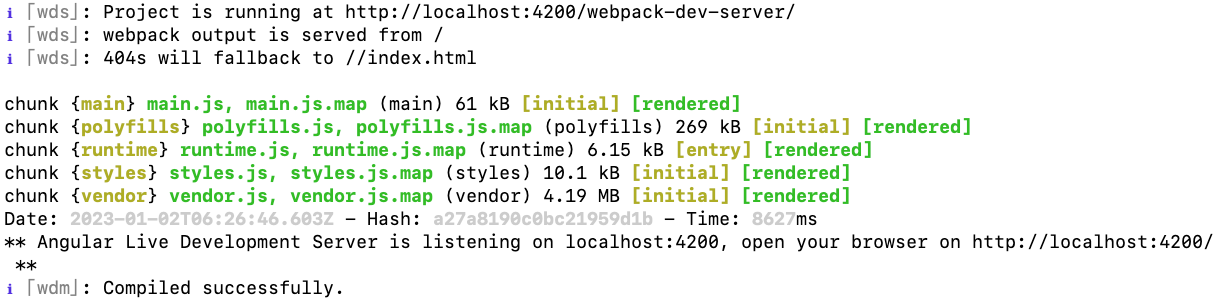 ℹ ｢wds｣: Project is running at http://localhost:4200/webpack-dev-server/
ℹ ｢wds｣: webpack output is served from /
ℹ ｢wds｣: 404s will fallback to //index.html
chunk {main} main.js, main.js.map (main) 61 kB [initial] [rendered]
chunk {polyfills} polyfills.js, polyfills.js.map (polyfills) 269 kB [initial] [rendered]
chunk {runtime} runtime.js, runtime.js.map (runtime) 6.15 kB [entry] [rendered]
chunk {styles} styles.js, styles.js.map (styles) 10.1 kB [initial] [rendered]
chunk {vendor} vendor.js, vendor.js.map (vendor) 4.19 MB [initial] [rendered]
Date: 2023-01-02T06:26:46.603Z - Hash: a27a8190c0bc21959d1b - Time: 8627ms
** Angular Live Development Server is listening on localhost:4200, open your browser on http://localhost:4200/
**
ℹ ｢wdm｣: Compiled successfully.